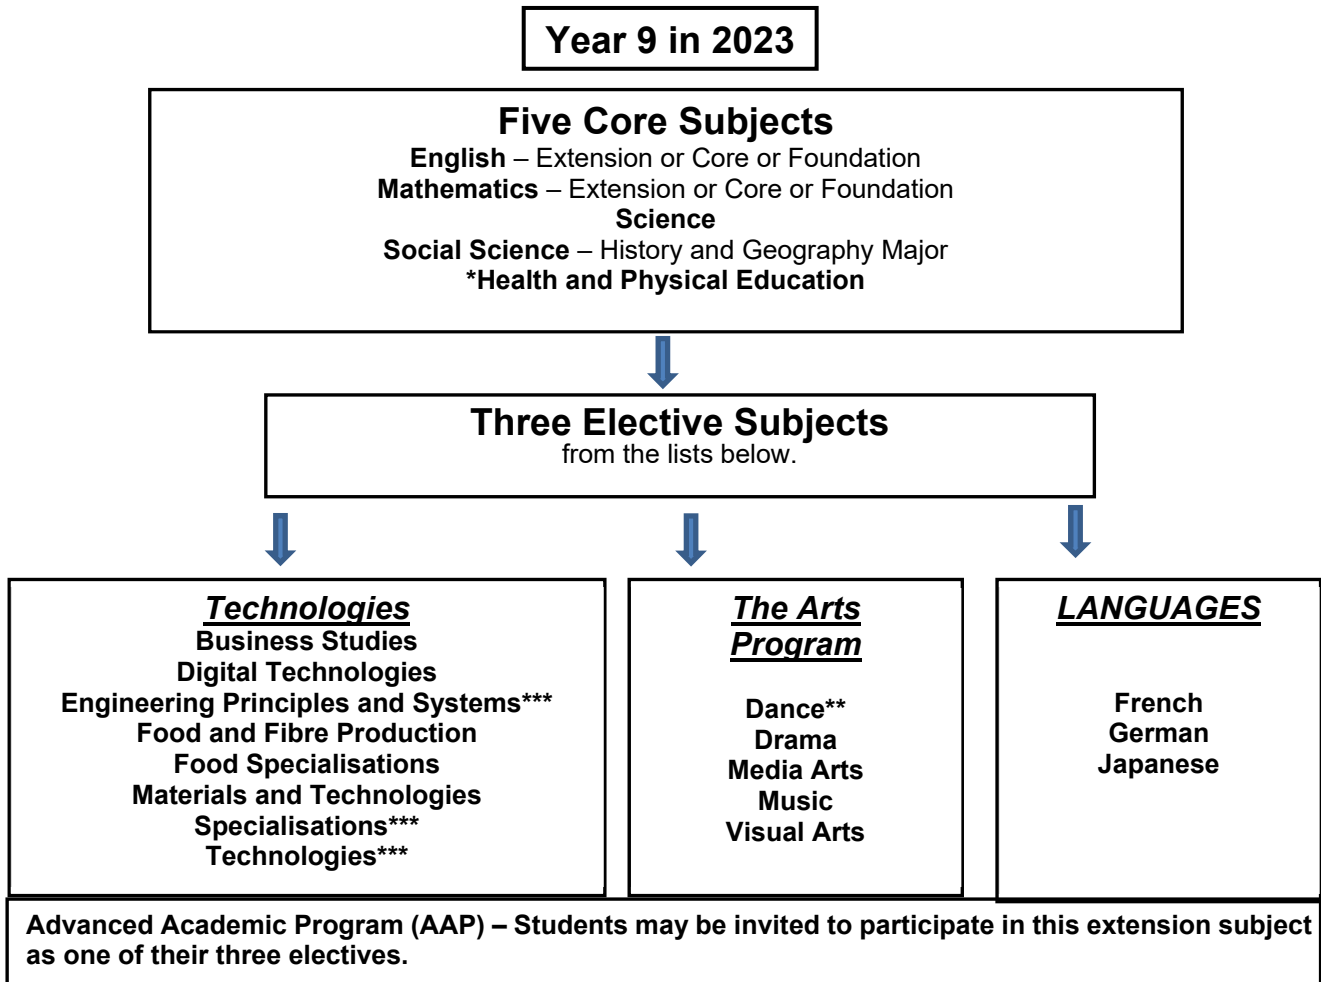 Year 9 in 2023
Five Core Subjects
English – Extension or Core or Foundation
Mathematics – Extension or Core or Foundation
Science
Social Science – History and Geography Major
*Health and Physical Education
Three Elective Subjects
from the lists below.
Technologies
Business Studies
Digital Technologies
Engineering Principles and Systems***
Food and Fibre Production
Food Specialisations
Materials and Technologies
Specialisations***
Technologies***
The Arts
Program
Dance**
Drama
Media Arts
Music
Visual Arts
LANGUAGES
French
German
Japanese
Advanced Academic Program (AAP) – Students may be invited to participate in this extension subject
as one of their three electives.